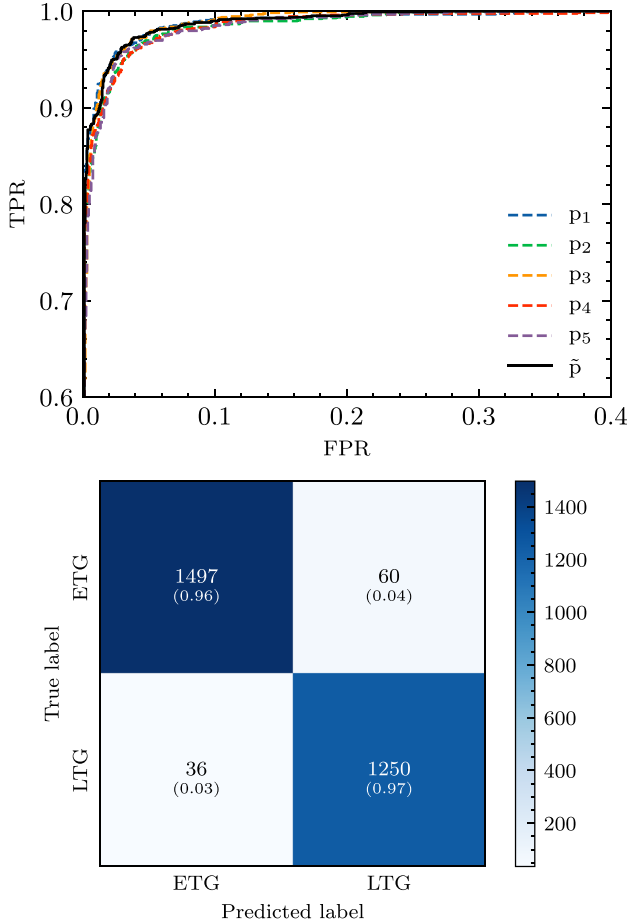 1.0
0.9
0.8
0.7
0.6
TPR
0.0 0.1 0.2 0.3 0.4
FPR
p₁
p₂
p₃
p₄
p₅
p̃
1497
(0.96)
60
(0.04)
36
(0.03)
1250
(0.97)
ETG
LTG
True label
ETG LTG
Predicted label
1400
1200
1000
800
600
400
200